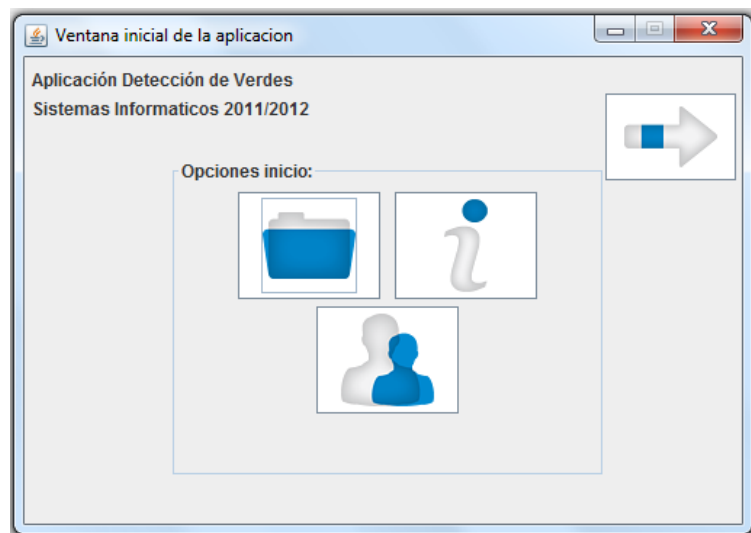 Ventana inicial de la aplicacion
Aplicación Detección de Verdes
Sistemas Informaticos 2011/2012
Opciones inicio: